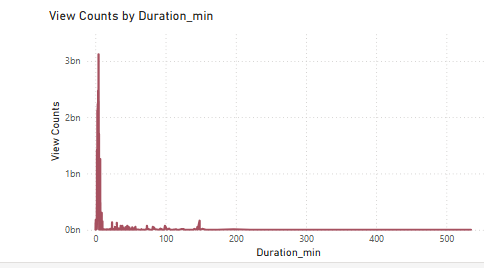 View Counts by Duration_min
3bn
2bn
1bn
0bn
View Counts
0 100 200 300 400 500
Duration_min